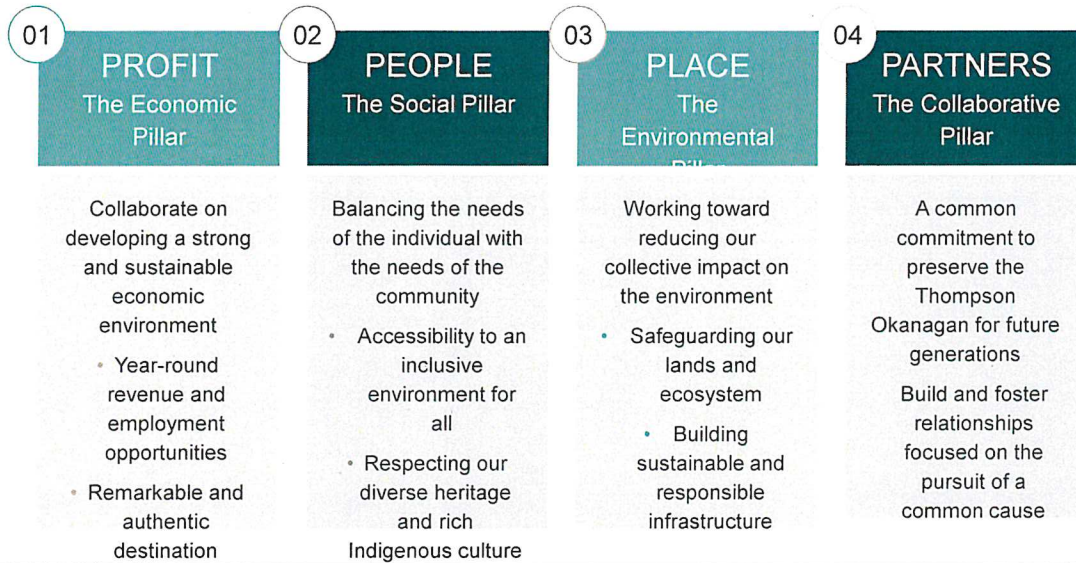 01
PROFIT
The Economic
Pillar
Collaborate on
developing a strong
and sustainable
economic
environment
• Year-round
revenue and
employment
opportunities
• Remarkable and
authentic
destination
02
PEOPLE
The Social Pillar
Balancing the needs
of the individual with
the needs of the
community
• Accessibility to an
inclusive
environment for
all
• Respecting our
diverse heritage
and rich
Indigenous culture
03
PLACE
The
Environmental
Pillar
Working toward
reducing our
collective impact on
the environment
• Safeguarding our
lands and
ecosystem
• Building
sustainable and
responsible
infrastructure
04
PARTNERS
The Collaborative
Pillar
A common
commitment to
preserve the
Thompson
Okanagan for future
generations
Build and foster
relationships
focused on the
pursuit of a
common cause